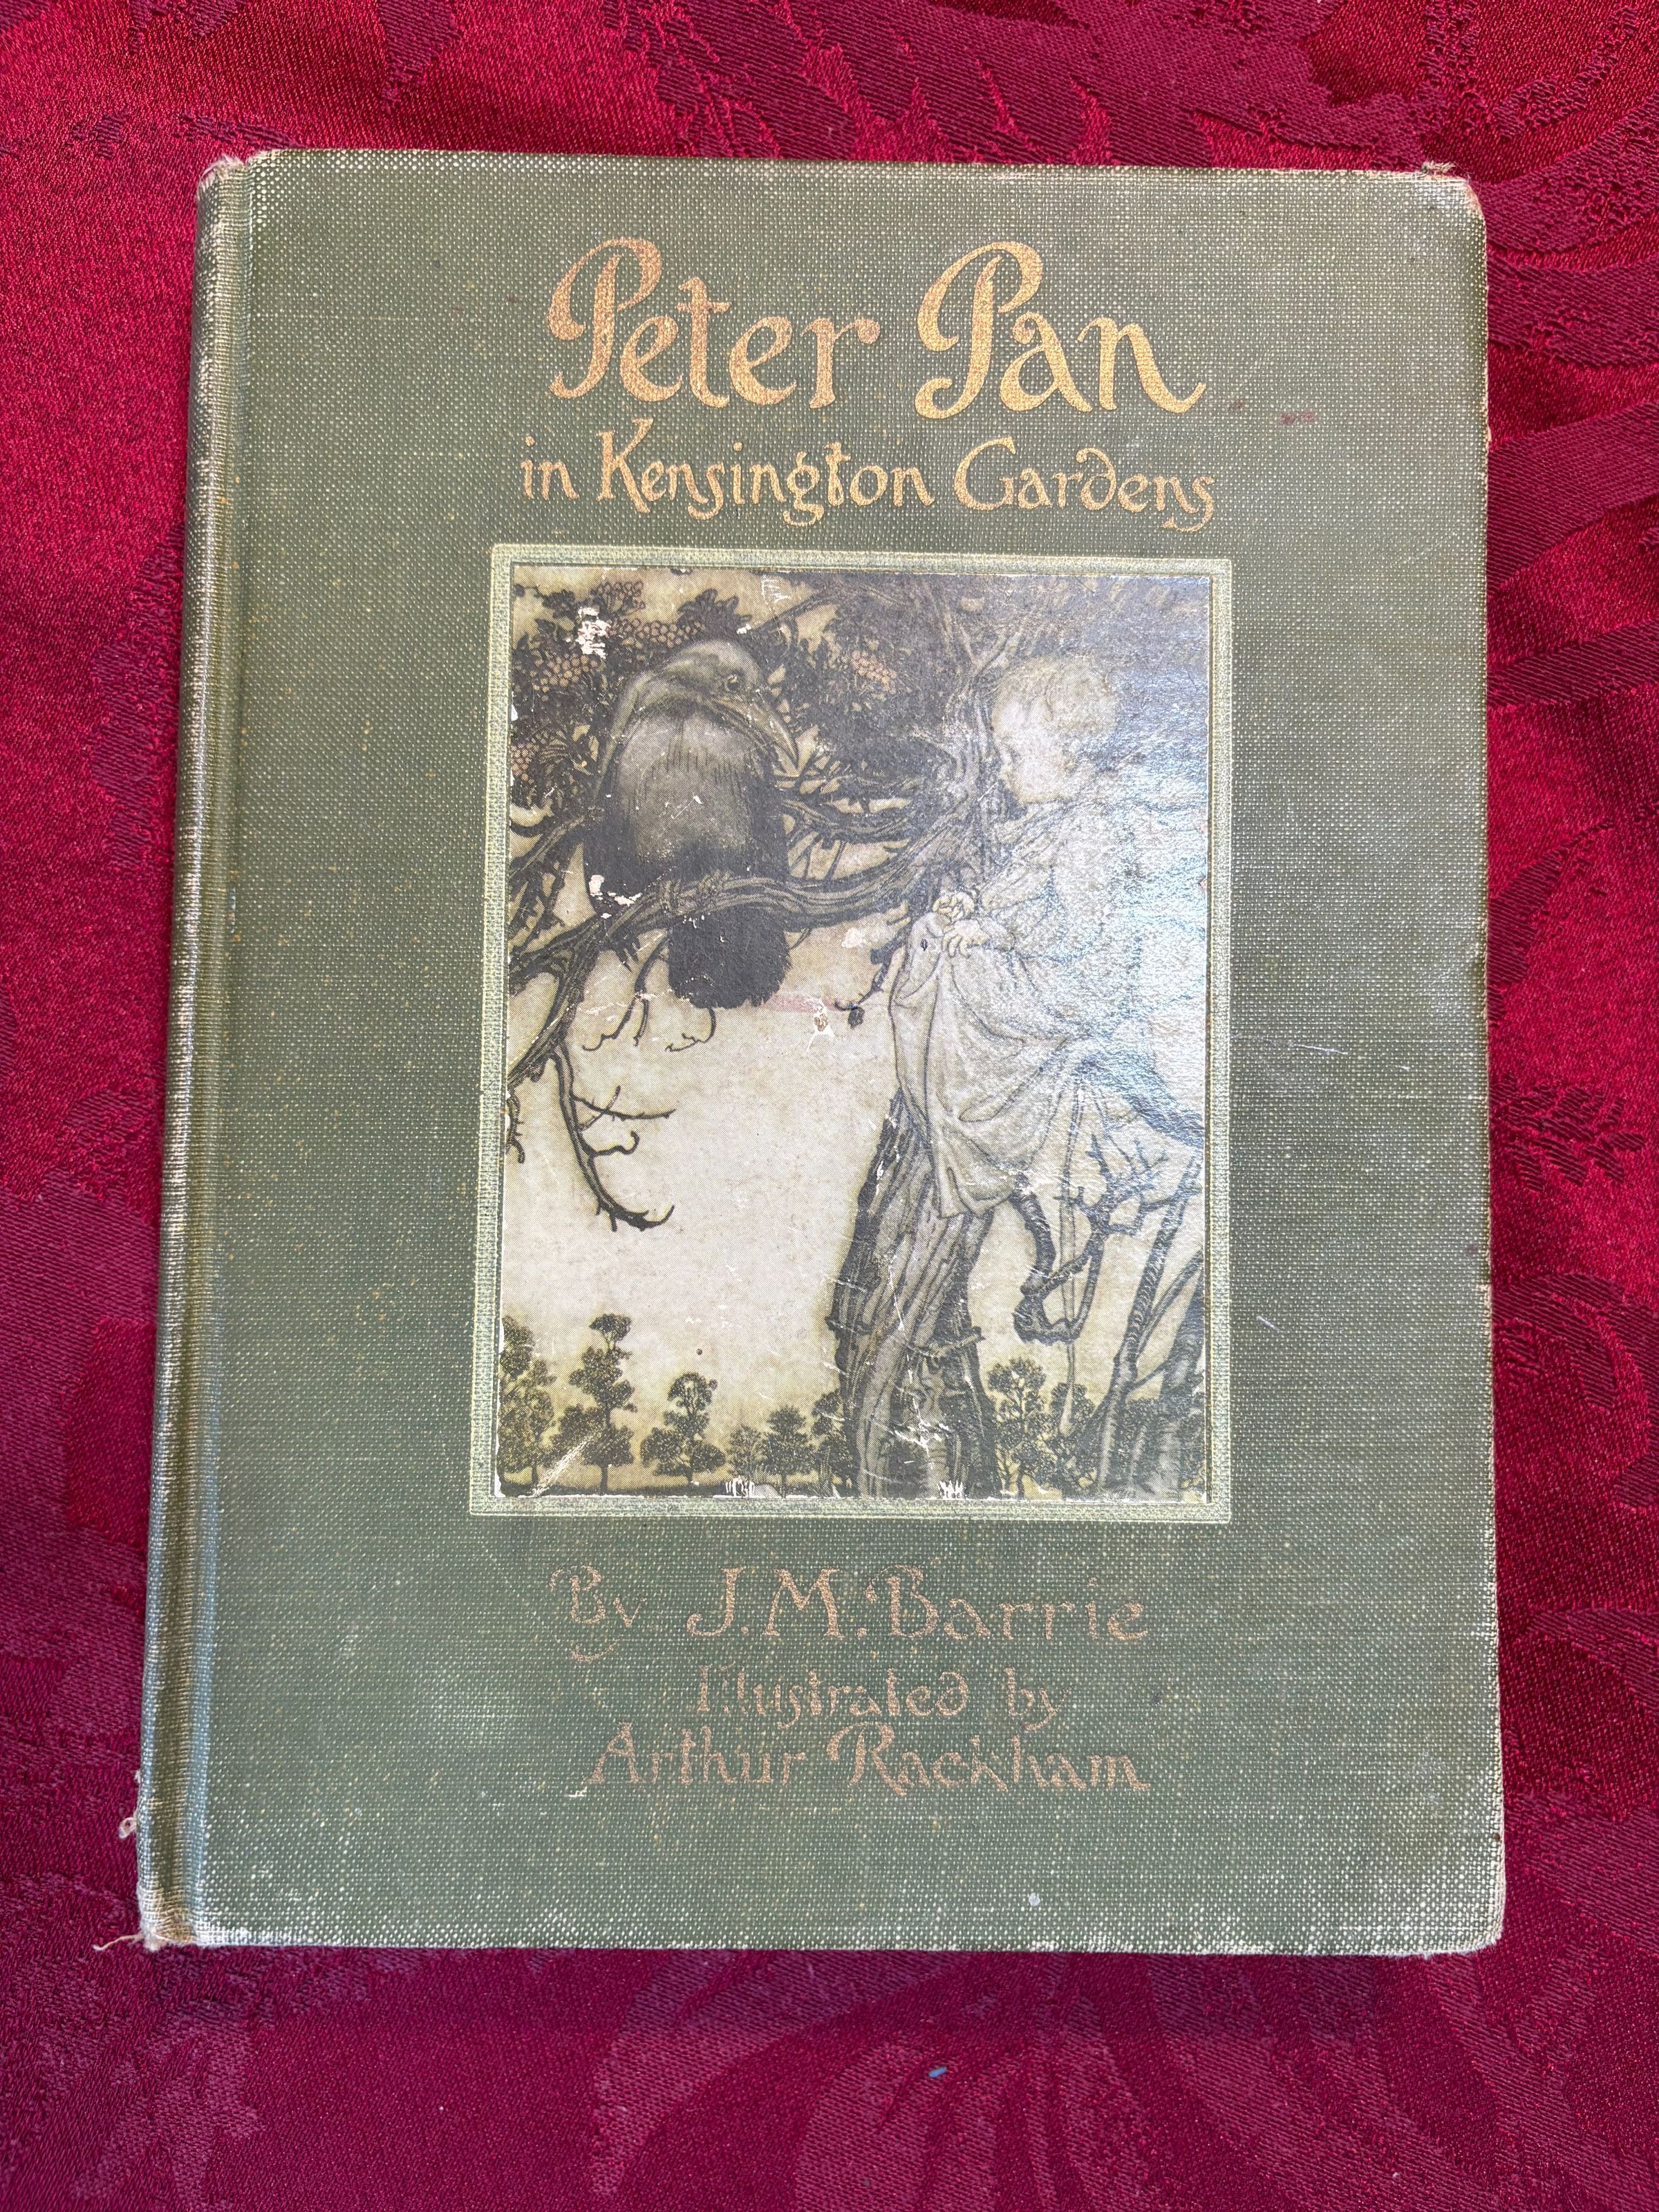 Peter Pan
in Kensington Gardens
By J.M. Barrie
Illustrated by
Arthur Rackham